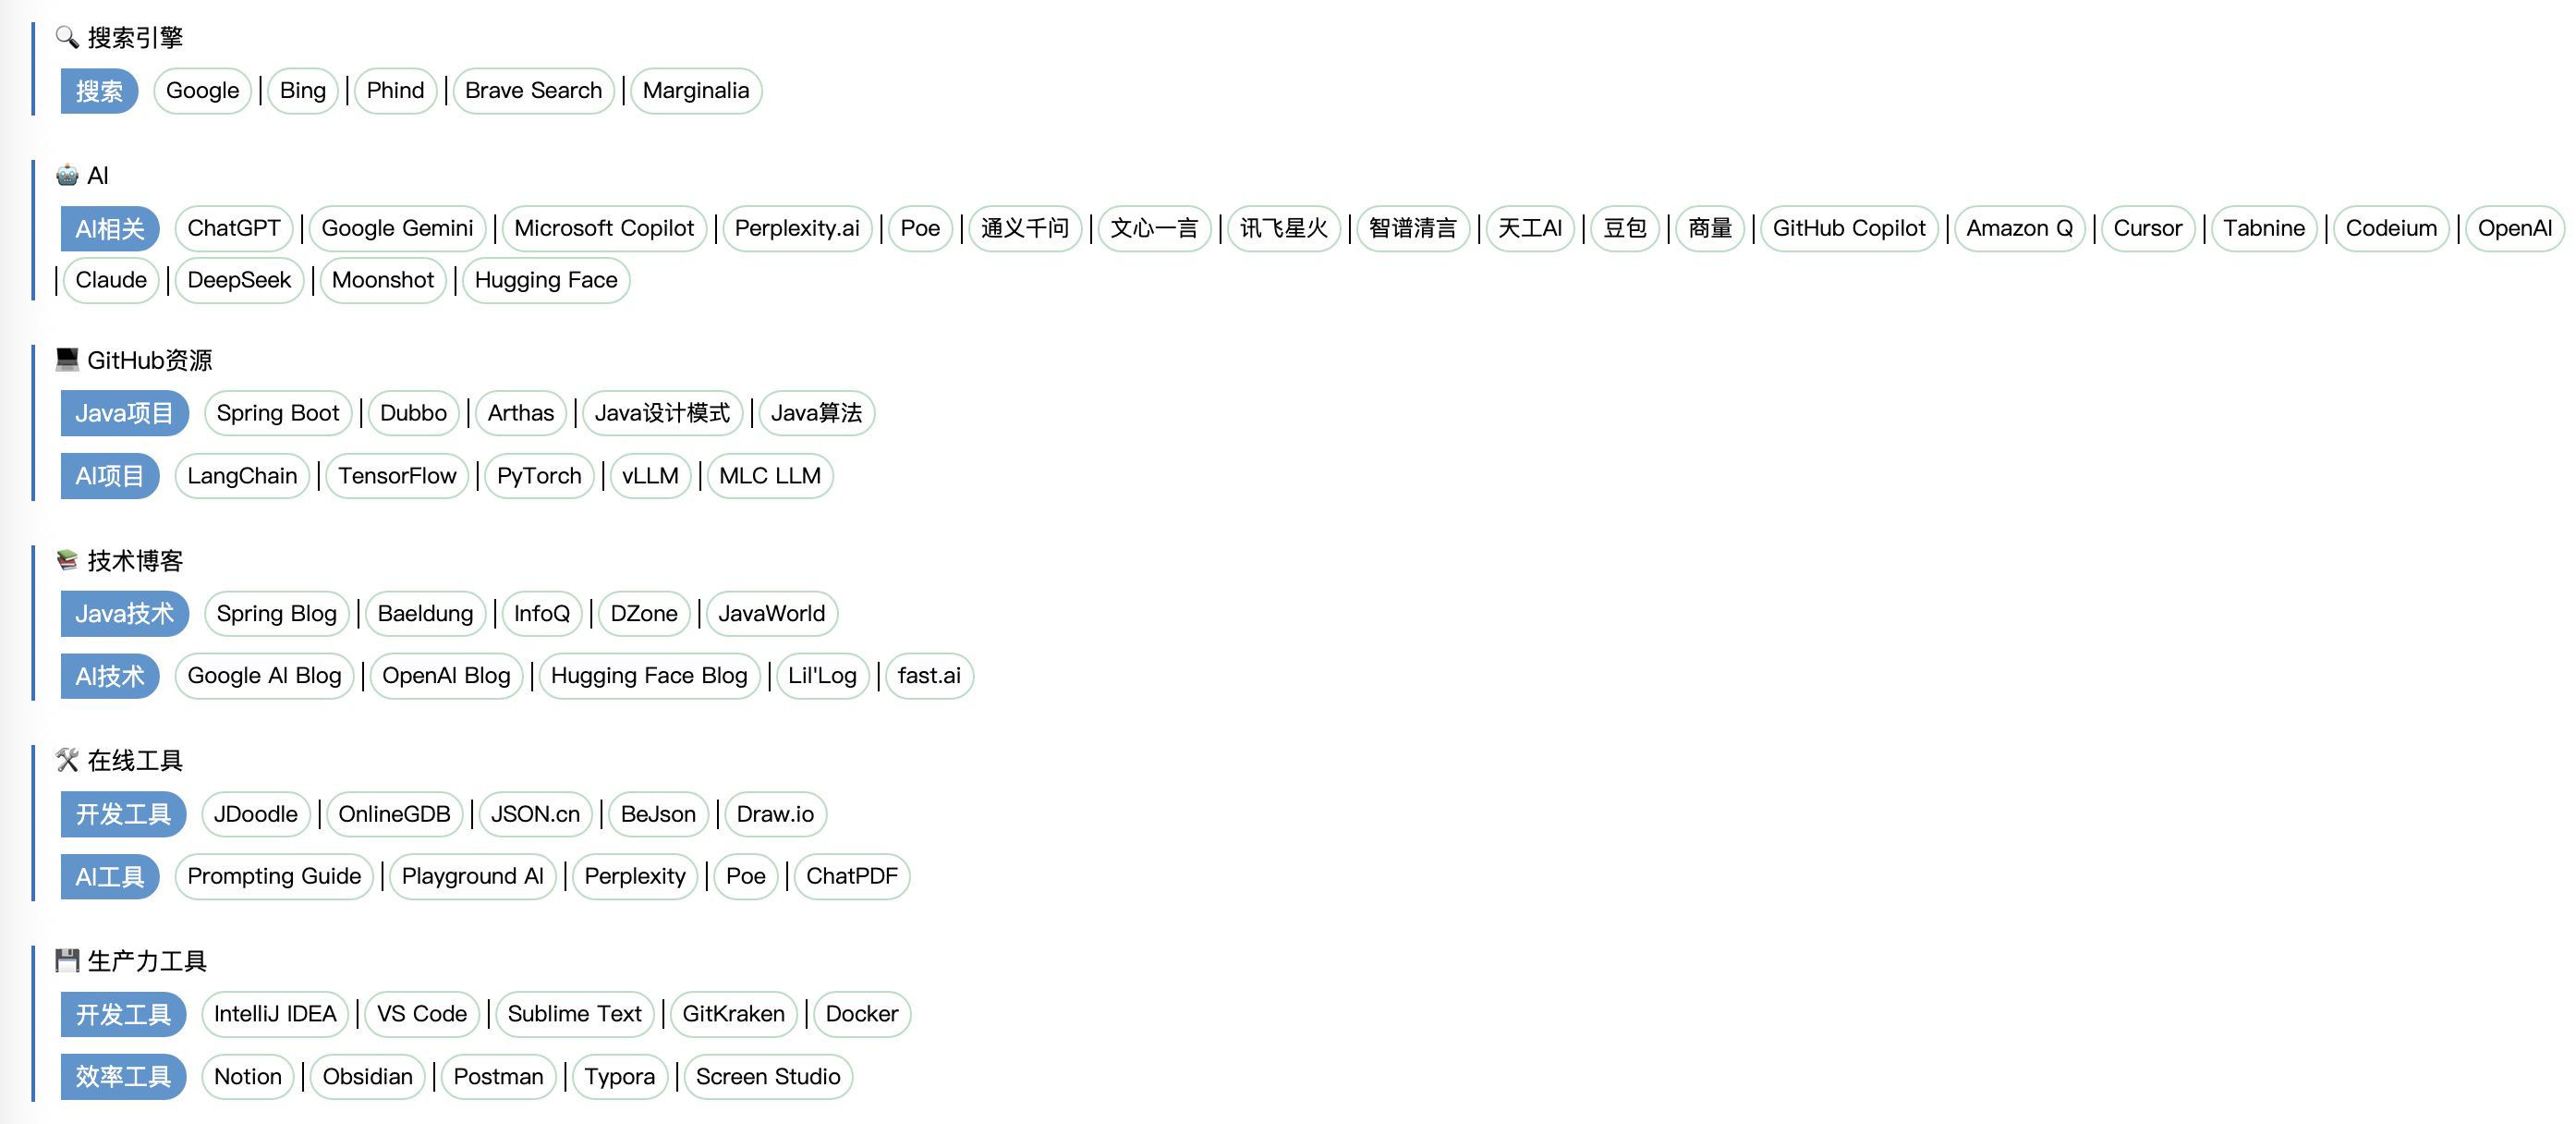 🔍 搜索引擎
搜索 Google | Bing | Phind | Brave Search | Marginalia
🤖 AI
AI相关 ChatGPT | Google Gemini | Microsoft Copilot | Perplexity.ai | Poe | 通义千问 | 文心一言 | 讯飞星火 | 智谱清言 | 天工AI | 豆包 | 商量 | GitHub Copilot | Amazon Q | Cursor | Tabnine | Codeium | OpenAI
| Claude | DeepSeek | Moonshot | Hugging Face
💻 GitHub资源
Java项目 Spring Boot | Dubbo | Arthas | Java设计模式 | Java算法
AI项目 LangChain | TensorFlow | PyTorch | vLLM | MLC LLM
📚 技术博客
Java技术 Spring Blog | Baeldung | InfoQ | DZone | JavaWorld
AI技术 Google AI Blog | OpenAI Blog | Hugging Face Blog | Lil'Log | fast.ai
🛠 在线工具
开发工具 JDoodle | OnlineGDB | JSON.cn | BeJson | Draw.io
AI工具 Prompting Guide | Playground AI | Perplexity | Poe | ChatPDF
💾 生产力工具
开发工具 IntelliJ IDEA | VS Code | Sublime Text | GitKraken | Docker
效率工具 Notion | Obsidian | Postman | Typora | Screen Studio